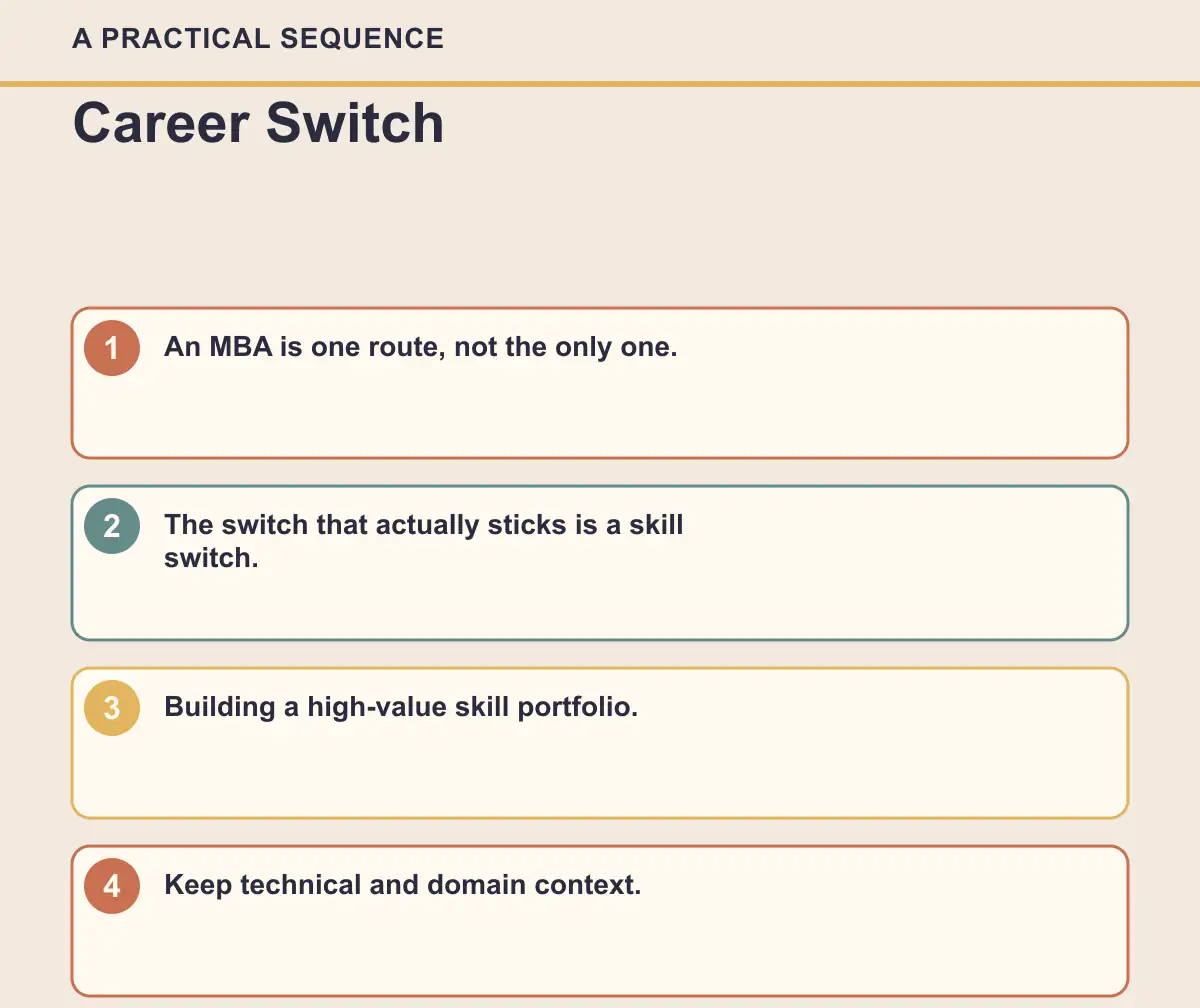 A PRACTICAL SEQUENCE
Career Switch
1
An MBA is one route, not the only one.
2
The switch that actually sticks is a skill
switch.
3
Building a high-value skill portfolio.
4
Keep technical and domain context.